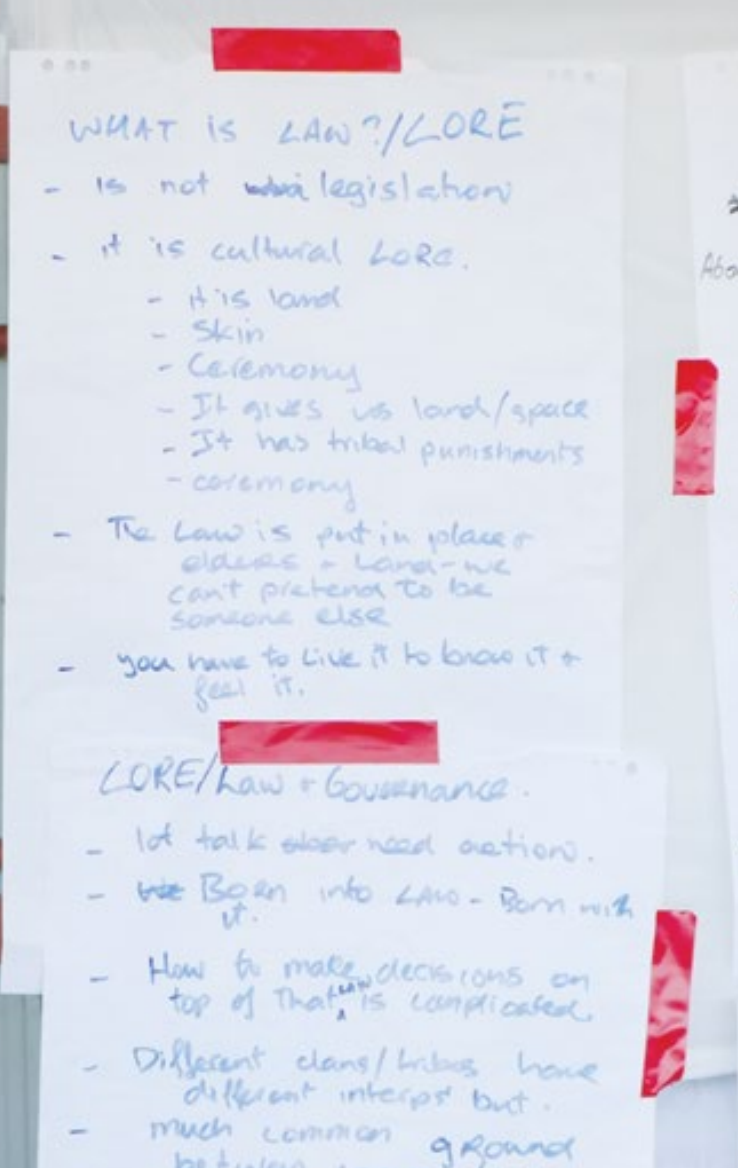 WHAT IS LAW?/LORE
- Is not legislation
- it is cultural LORE.
- it is land
- Skin
- Ceremony
- It gives us land/space
- It has tribal punishments
- ceremony
- The Law is put in place +
elders + Land - we
can't pretend to be
someone else
- you have to Live it to know it +
feel it.
LORE/Law + Governance.
- lot talk need action.
- Born into LAW - Born with
it.
- How to make decisions on
top of That LAW is complicated.
- Different clans/tribes have
different interps but.
- much common ground
between
Abo